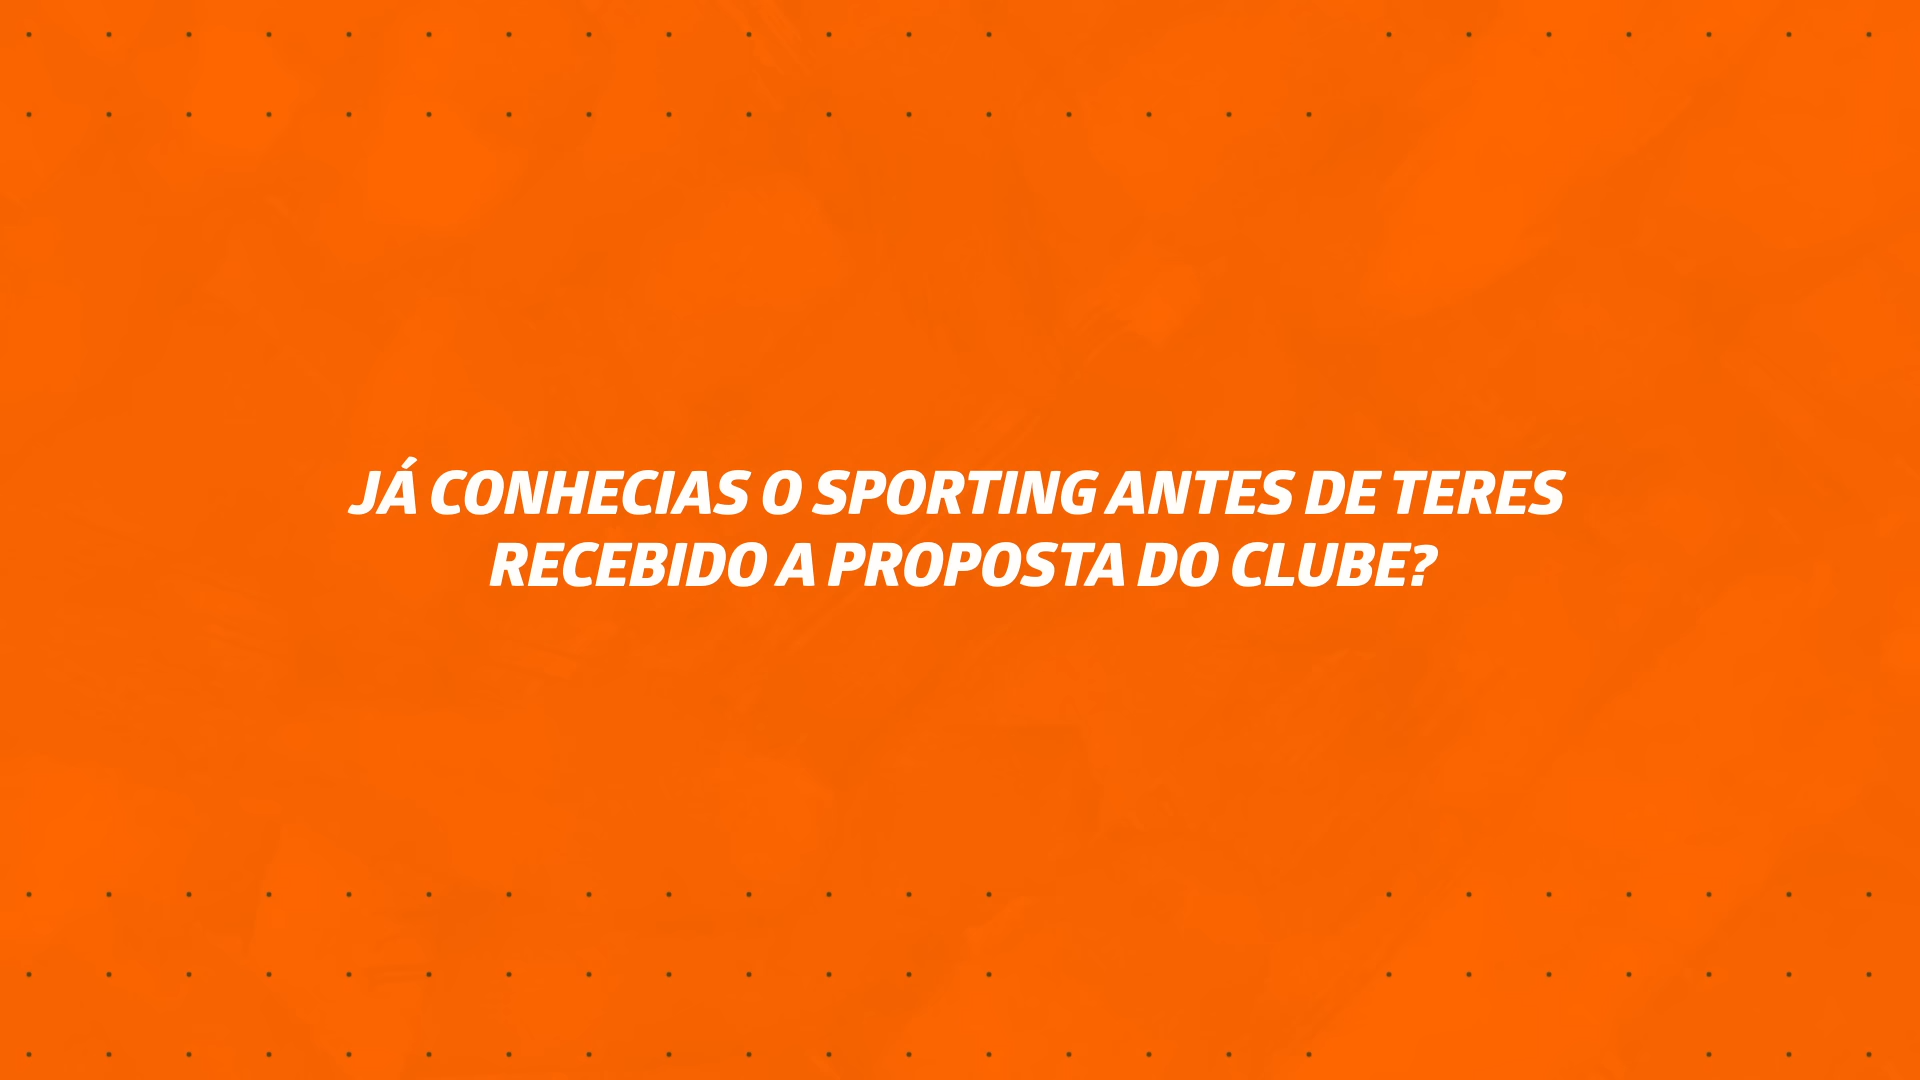 JÁ CONHECIAS O SPORTING ANTES DE TERES
RECEBIDO A PROPOSTA DO CLUBE?